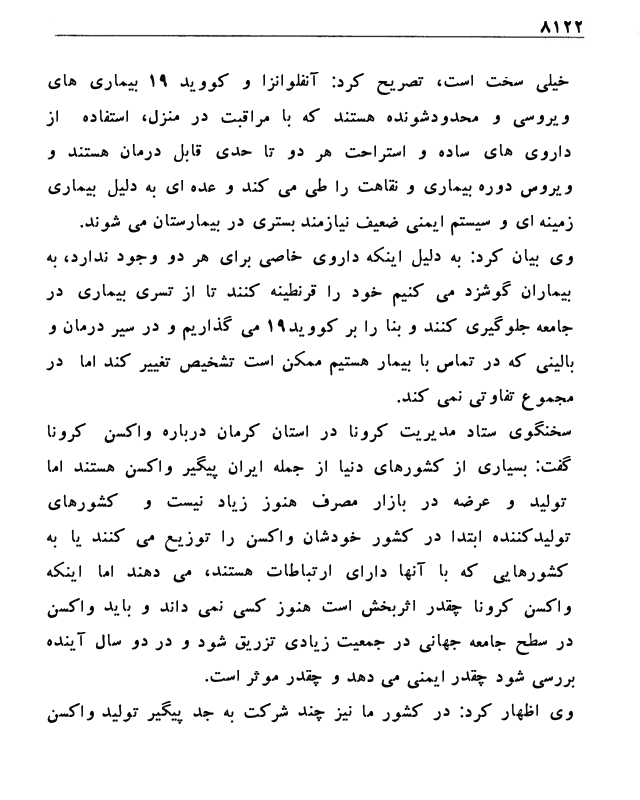 ۸۱۲۲
خیلی سخت است، تصریح کرد: آنفلوانزا و کووید ۱۹ بیماری های
ویروسی و محدودشونده هستند که با مراقبت در منزل، استفاده از
داروی های ساده و استراحت هر دو تا حدی قابل درمان هستند و
ویروس دوره بیماری و نقاهت را طی می کند و عده ای به دلیل بیماری
زمینه ای و سیستم ایمنی ضعیف نیازمند بستری در بیمارستان می شوند.
وی بیان کرد: به دلیل اینکه داروی خاصی برای هر دو وجود ندارد، به
بیماران گوشزد می کنیم خود را قرنطینه کنند تا از تسری بیماری در
جامعه جلوگیری کنند و بنا را بر کووید۱۹ می گذاریم و در سیر درمان و
بالینی که در تماس با بیمار هستیم ممکن است تشخیص تغییر کند اما در
مجموع تفاوتی نمی کند.
سخنگوی ستاد مدیریت کرونا در استان کرمان درباره واکسن کرونا
گفت: بسیاری از کشورهای دنیا از جمله ایران پیگیر واکسن هستند اما
تولید و عرضه در بازار مصرف هنوز زیاد نیست و کشورهای
تولیدکننده ابتدا در کشور خودشان واکسن را توزیع می کنند یا به
کشورهایی که با آنها دارای ارتباطات هستند، می دهند اما اینکه
واکسن کرونا چقدر اثربخش است هنوز کسی نمی داند و باید واکسن
در سطح جامعه جهانی در جمعیت زیادی تزریق شود و در دو سال آینده
بررسی شود چقدر ایمنی می دهد و چقدر موثر است.
وی اظهار کرد: در کشور ما نیز چند شرکت به جد پیگیر تولید واکسن